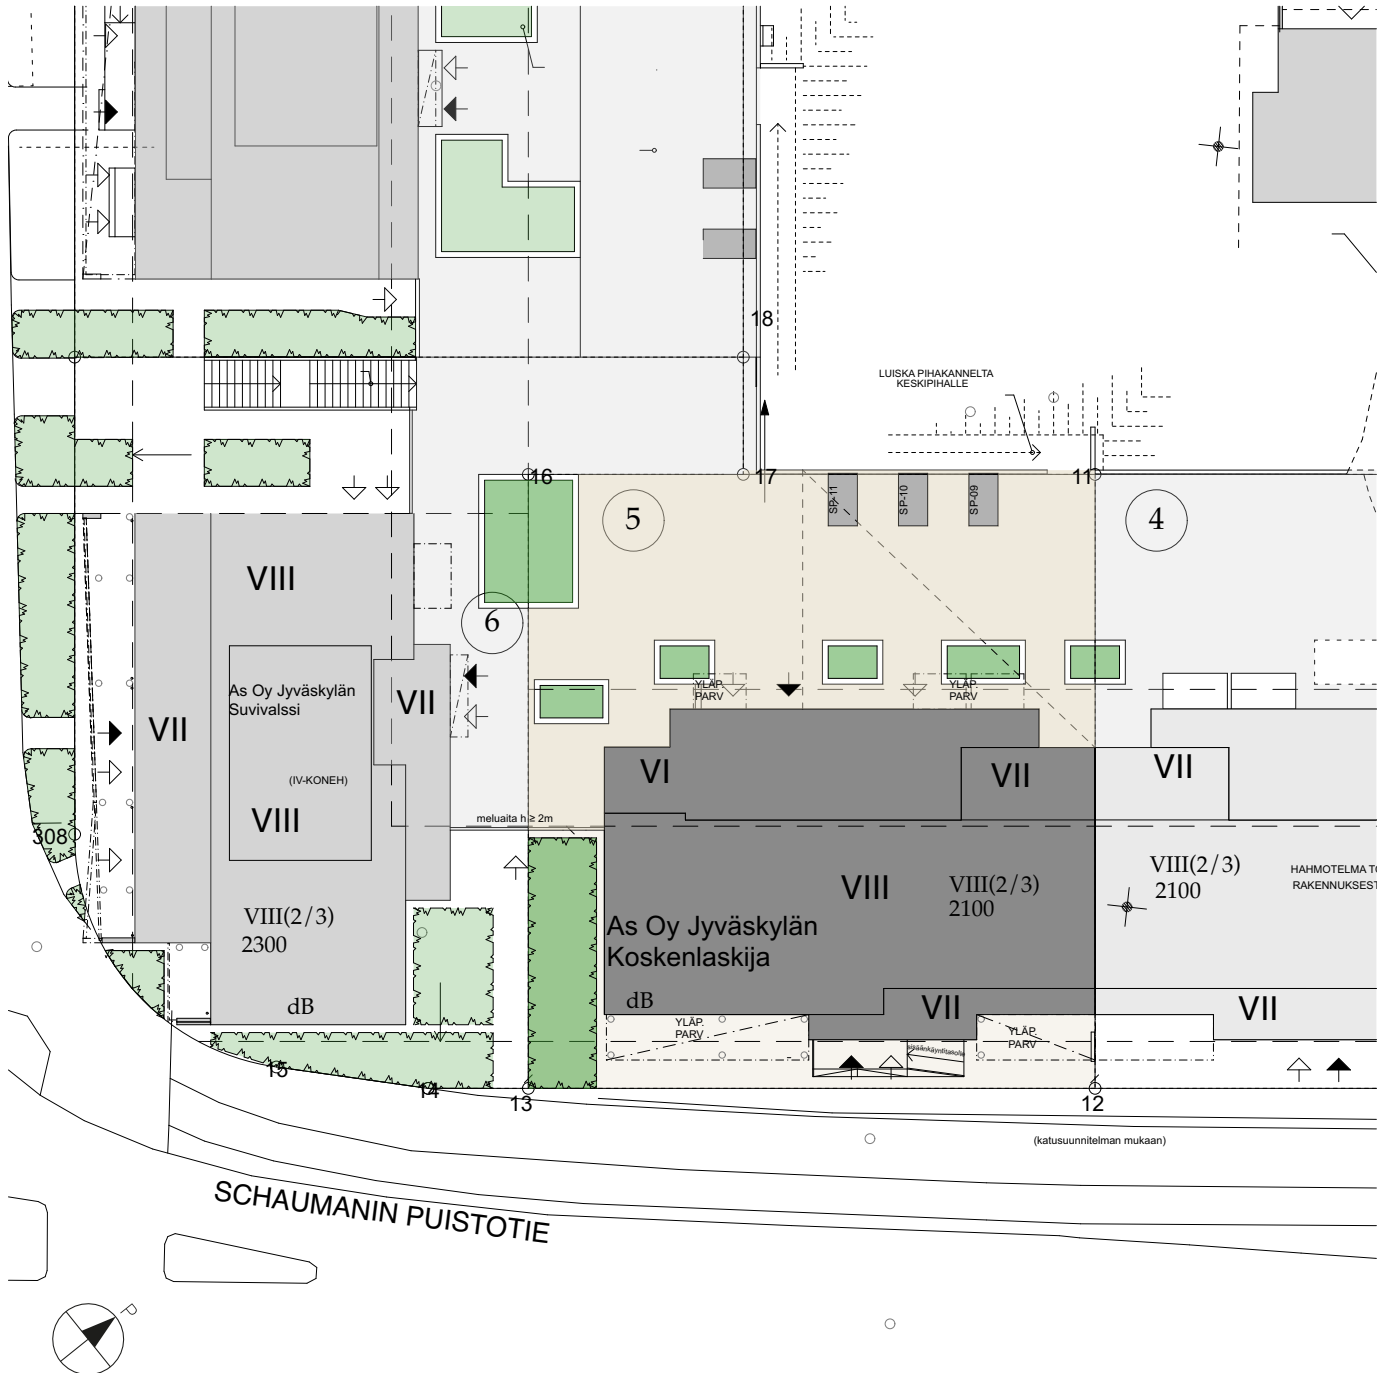 18
LUISKA PIHAKANNELTA
KESKIPIHALLE
16
17
11
5
SP-11
SP-10
SP-09
4
VIII
6
As Oy Jyväskylän
Suvivalssi
VII
VII
YLÄP.
PARV
YLÄP.
PARV
VI
VII
VII
(IV-KONEH)
VIII
meluaita h ≥ 2m
308
VIII(2/3)
2300
VIII
VIII(2/3)
2100
VIII(2/3)
2100
HAHMOTELMA
RAKENNUKSEST
As Oy Jyväskylän
Koskenlaskija
dB
dB
VII
VII
YLÄP.
PARV
YLÄP.
PARV
sisäänkäyntitasolle
15
14
13
12
(katusuunnitelman mukaan)
SCHAUMANIN PUISTOTIE
P